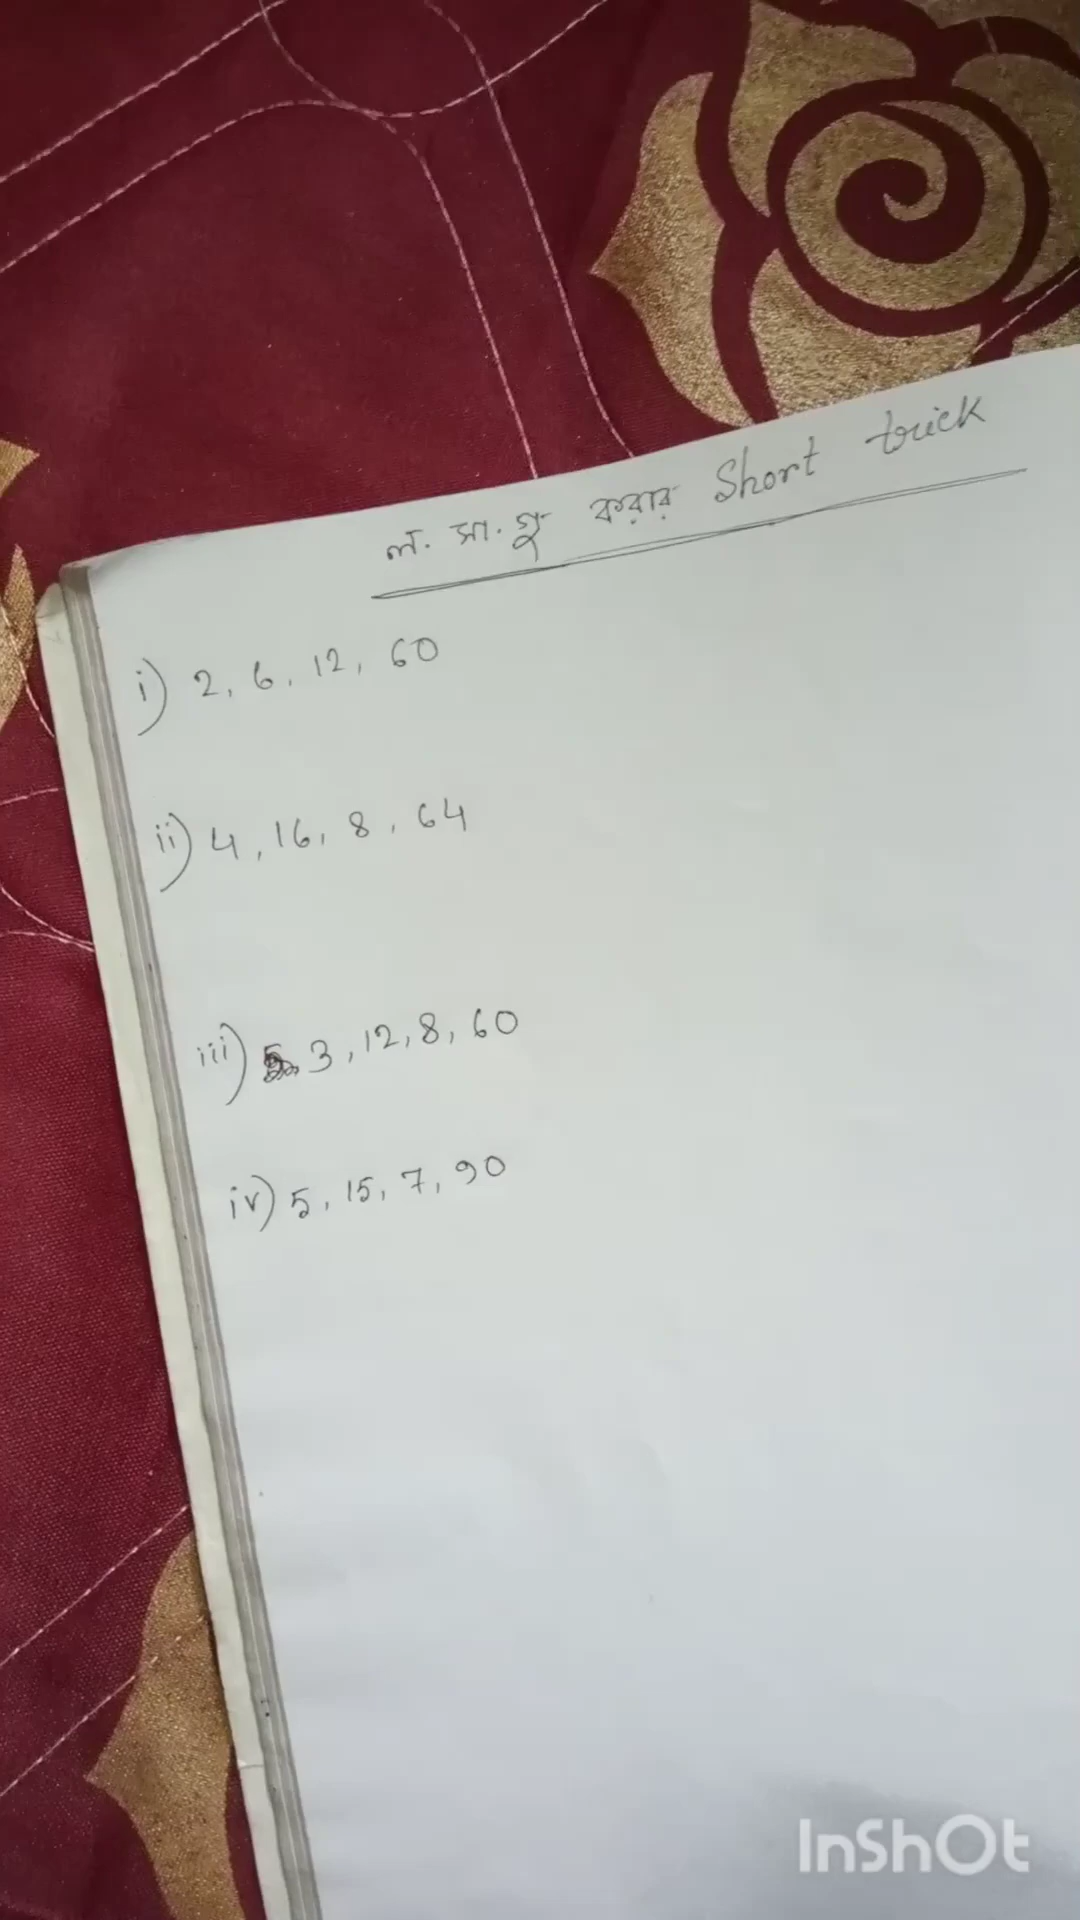 ল. সা. গু করার Short trick
i) 2, 6, 12, 60
ii) 4, 16, 8, 64
iii) 3, 12, 8, 60
iv) 5, 15, 7, 90
InShOt